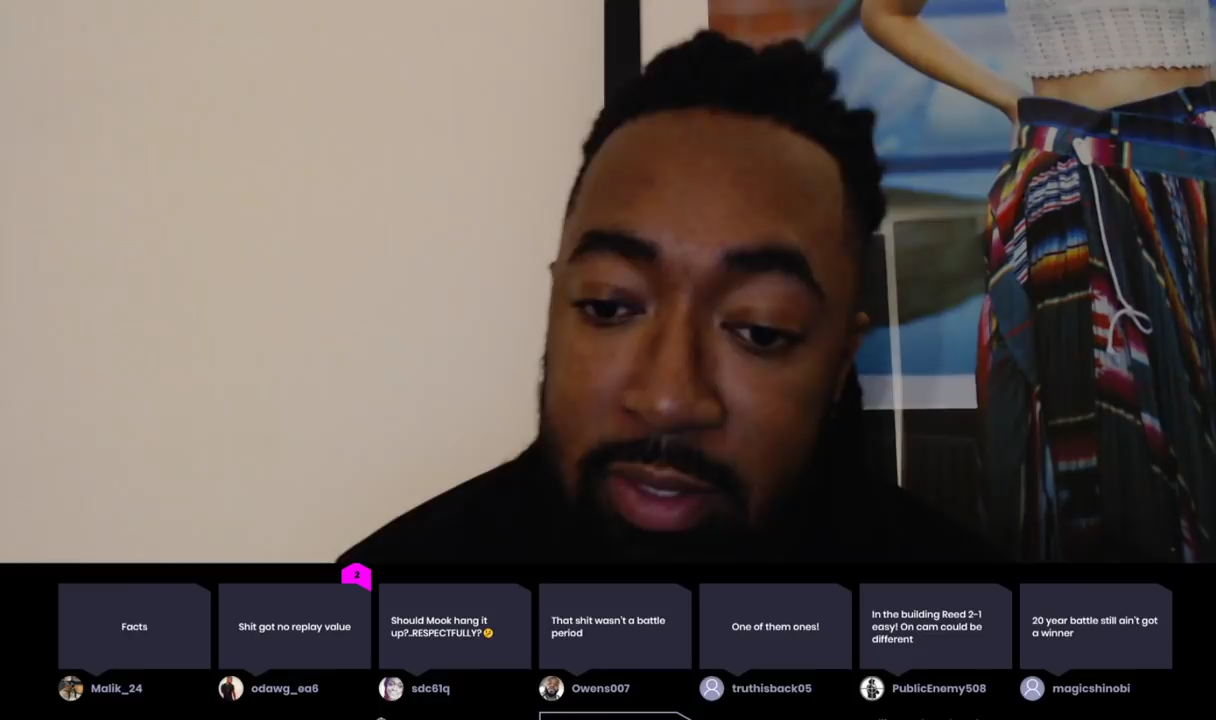 2
Facts
Shit got no replay value
Should Mook hang it
up?..RESPECTFULLY?🤔
That shit wasn't a battle
period
One of them ones!
In the building Reed 2-1
easy! On cam could be
different
20 year battle still ain't got
a winner
Malik_24
odawg_ea6
sdc61q
Owens007
truthisback05
PublicEnemy508
magicshinobi